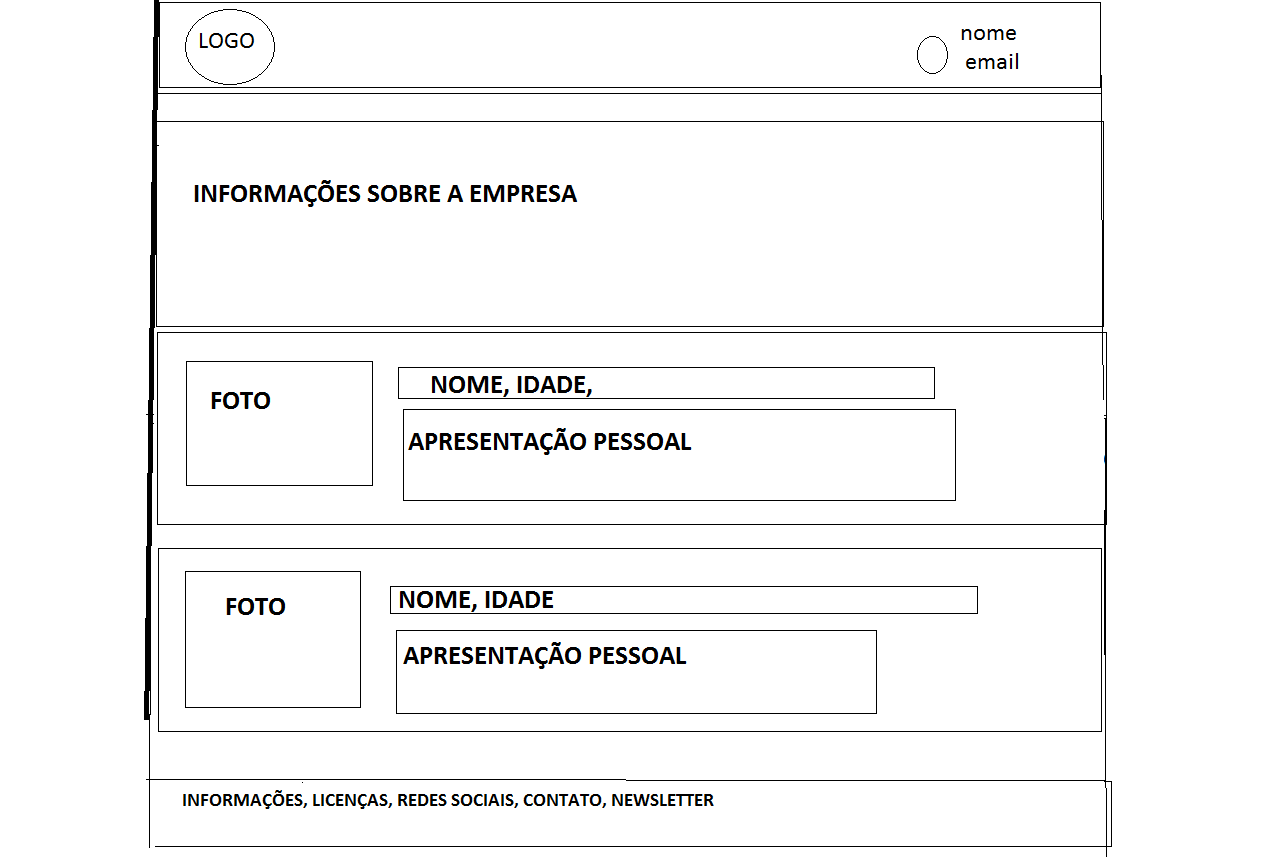 LOGO
nome
email
INFORMAÇÕES SOBRE A EMPRESA
FOTO
NOME, IDADE,
APRESENTAÇÃO PESSOAL
FOTO
NOME, IDADE
APRESENTAÇÃO PESSOAL
INFORMAÇÕES, LICENÇAS, REDES SOCIAIS, CONTATO, NEWSLETTER